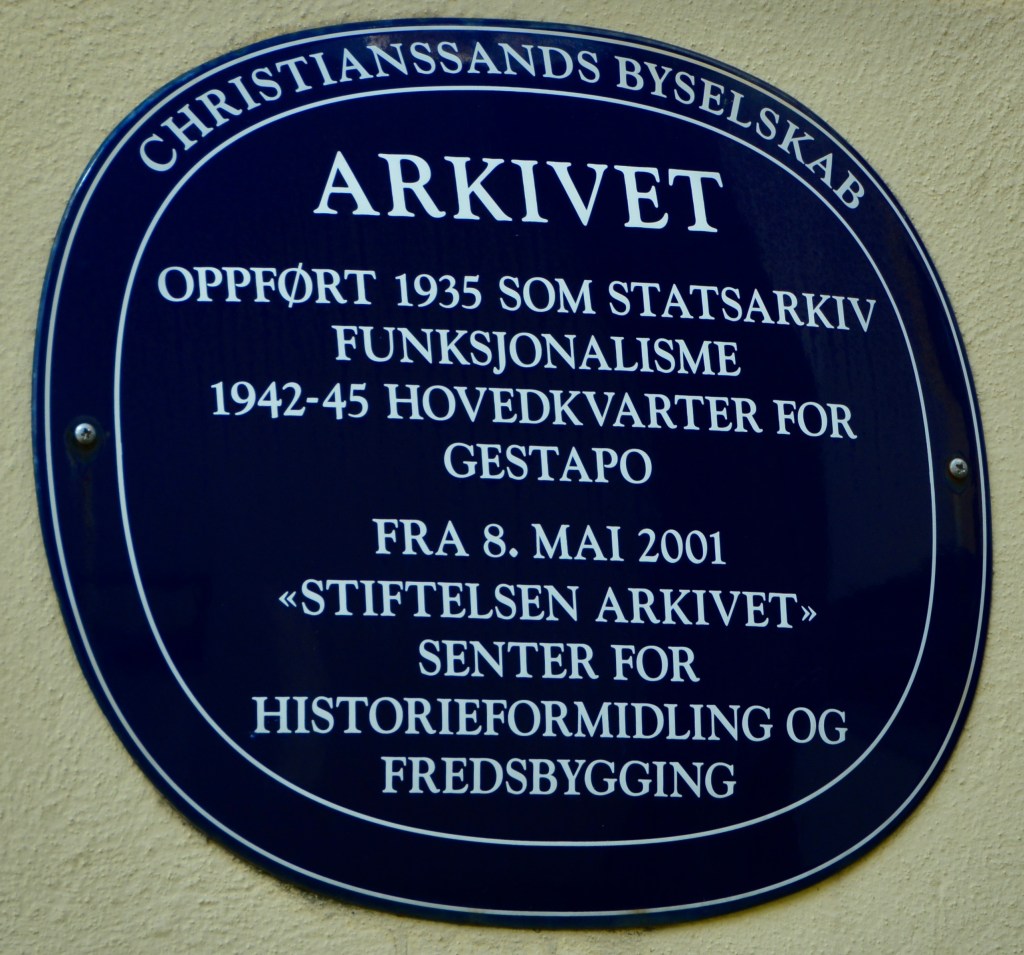 CHRISTIANSSANDS BYSELSKAB
ARKIVET
OPPFØRT 1935 SOM STATSARKIV
FUNKSJONALISME
1942-45 HOVEDKVARTER FOR
GESTAPO
FRA 8. MAI 2001
«STIFTELSEN ARKIVET»
SENTER FOR
HISTORIEFORMIDLING OG
FREDSBYGGING